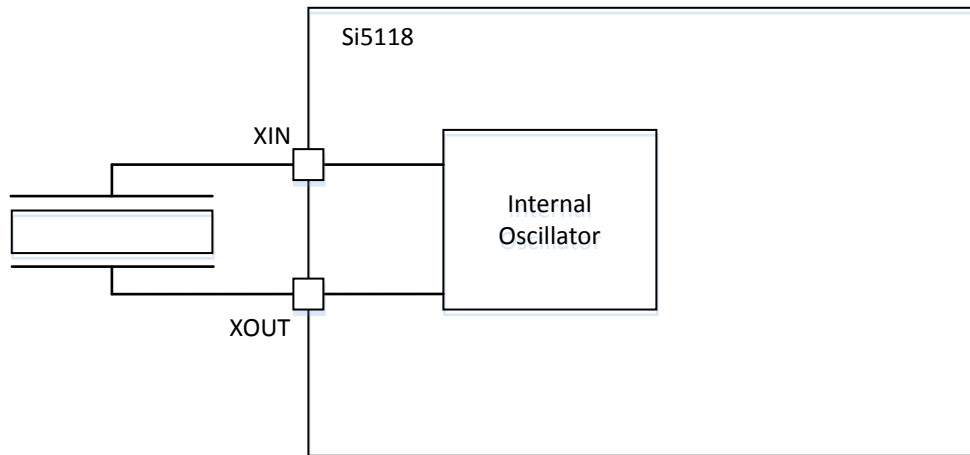 Si5118
XIN
Internal
Oscillator
XOUT